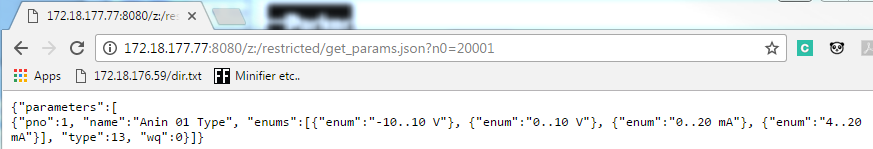 172.18.177.77:8080/z:/res
172.18.177.77:8080/z:/restricted/get_params.json?n0=20001
C
Apps
172.18.176.59/dir.txt
FF
Minifier etc..
{"parameters":[
{"pno":1, "name":"Anin 01 Type", "enums":[{"enum":"-10..10 V"}, {"enum":"0..10 V"}, {"enum":"0..20 mA"}, {"enum":"4..20
mA"}], "type":13, "wq":0}]}